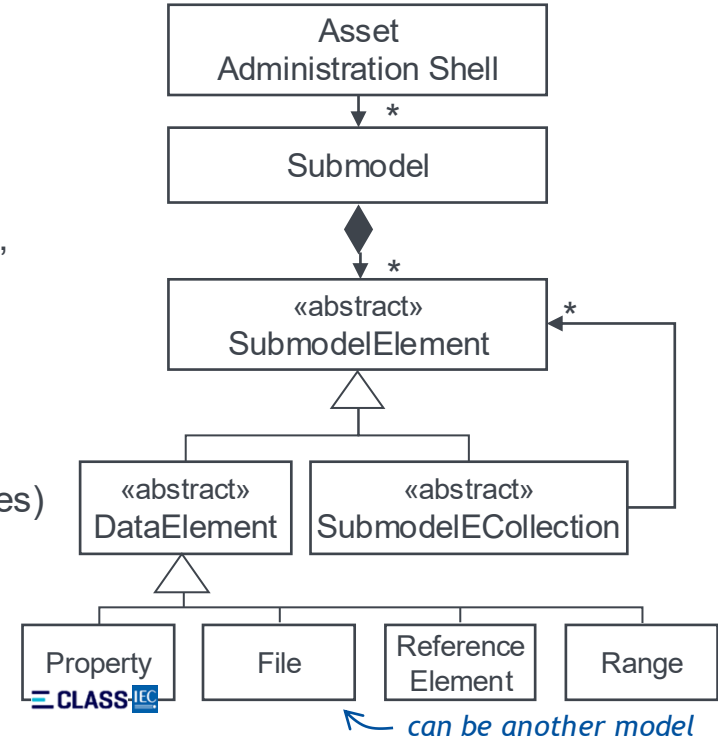 Asset
Administration Shell
*
Submodel
,
*
«abstract»
SubmodelElement
*
es)
«abstract»
DataElement
«abstract»
SubmodelECollection
Property
CLASS IEC
File
Reference
Element
Range
can be another model